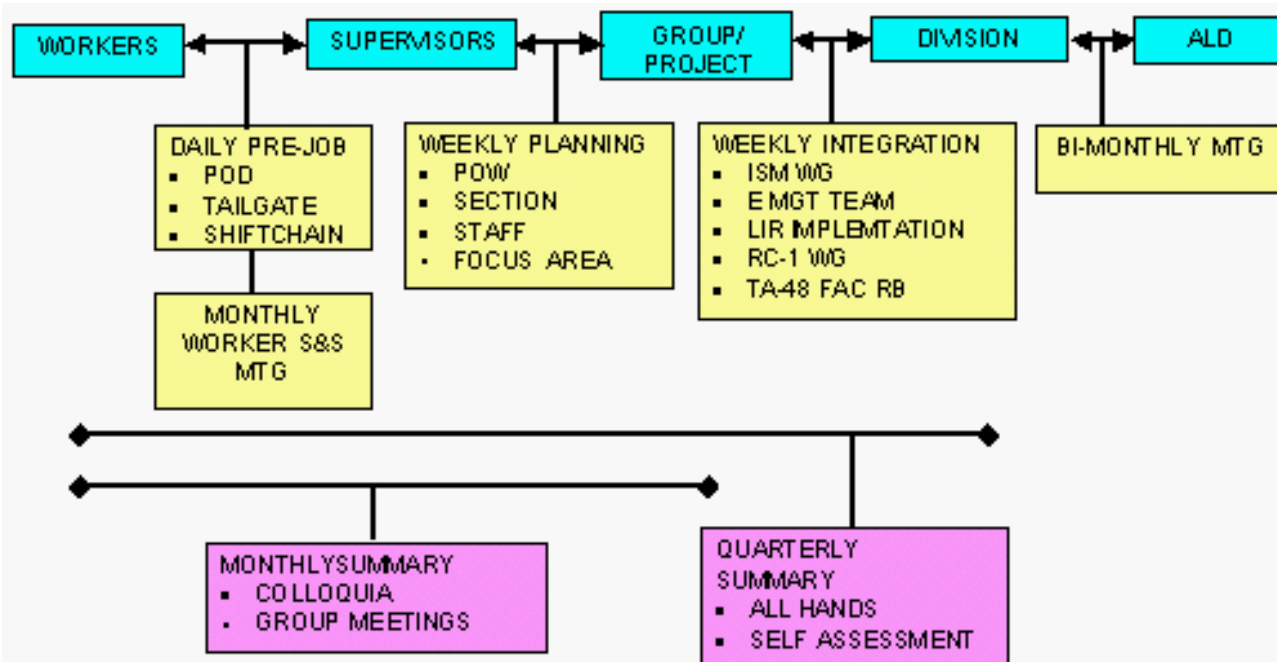 WORKERS
SUPERVISORS
GROUP/
PROJECT
DIVISION
ALD
DAILY PRE-JOB
▪ POD
▪ TAILGATE
▪ SHIFTCHAIN
MONTHLY
WORKER S&S
MTG
WEEKLY PLANNING
▪ POW
▪ SECTION
▪ STAFF
▪ FOCUS AREA
WEEKLY INTEGRATION
▪ ISM WG
▪ EMGT TEAM
▪ LIR IMPLEMTATION
▪ RC-1 WG
▪ TA-48 FAC RB
BI-MONTHLY MTG
MONTHLYSUMMARY
▪ COLLOQUIA
▪ GROUP MEETINGS
QUARTERLY
SUMMARY
▪ ALL HANDS
▪ SELF ASSESSMENT